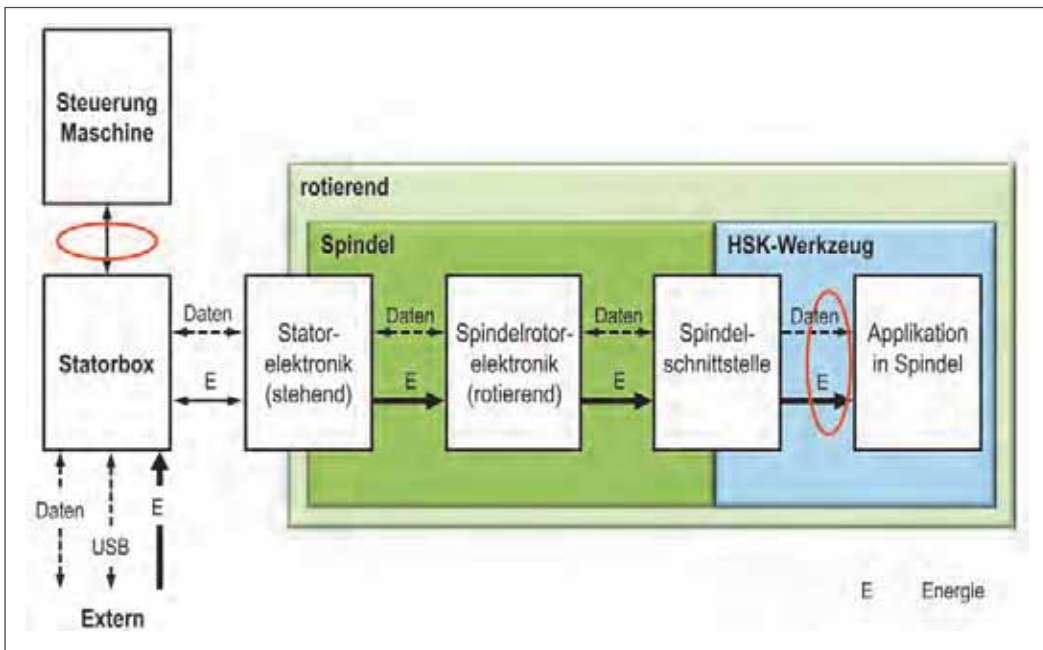 Steuerung
Maschine
rotierend
Spindel
HSK-Werkzeug
Statorbox
Daten
E
Stator-
elektronik
(stehend)
Daten
E
Spindelrotor-
elektronik
(rotierend)
Daten
E
Spindel-
schnittstelle
Daten
E
Applikation
in Spindel
Daten
USB
E
Extern
E Energie